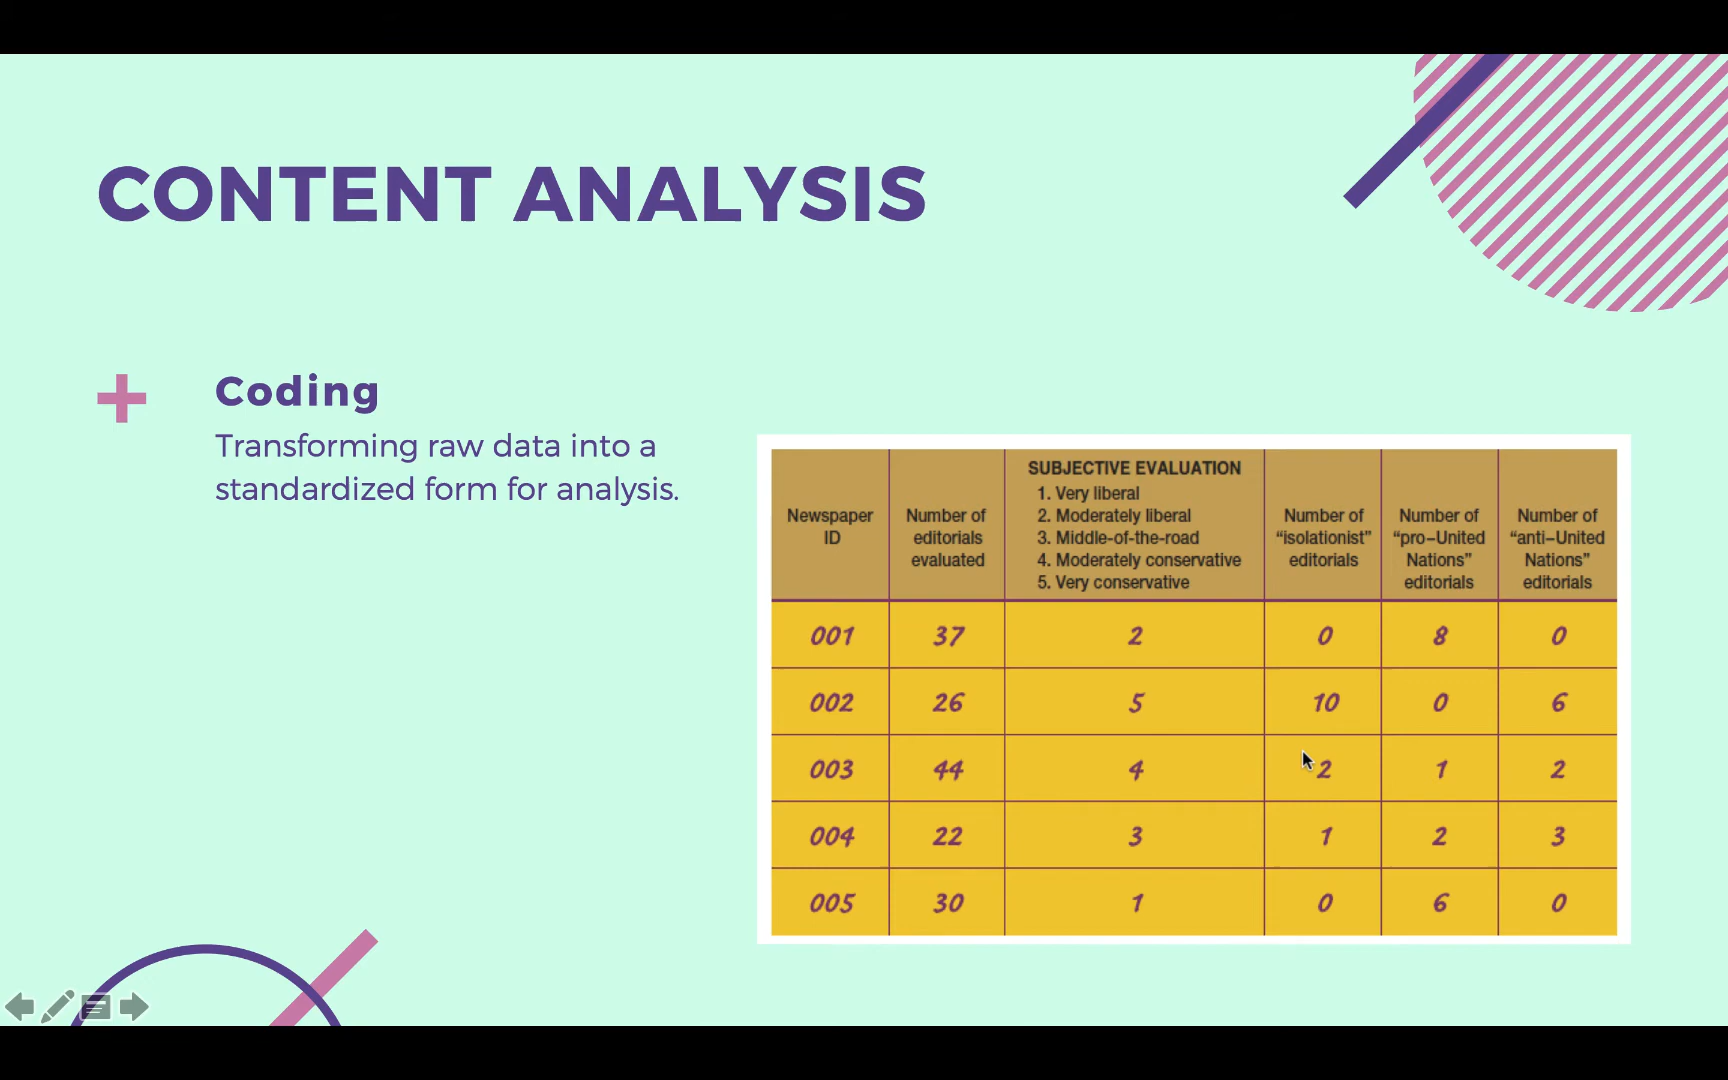 CONTENT ANALYSIS
Coding
Transforming raw data into a
standardized form for analysis.
Newspaper
ID
Number of
editorials
evaluated
SUBJECTIVE EVALUATION
1. Very liberal
2. Moderately liberal
3. Middle-of-the-road
4. Moderately conservative
5. Very conservative
Number of
“isolationist”
editorials
Number of
“pro–United
Nations”
editorials
Number of
“anti–United
Nations”
editorials
001 37 2 0 8 0
002 26 5 10 0 6
003 44 4 2 1 2
004 22 3 1 2 3
005 30 1 0 6 0